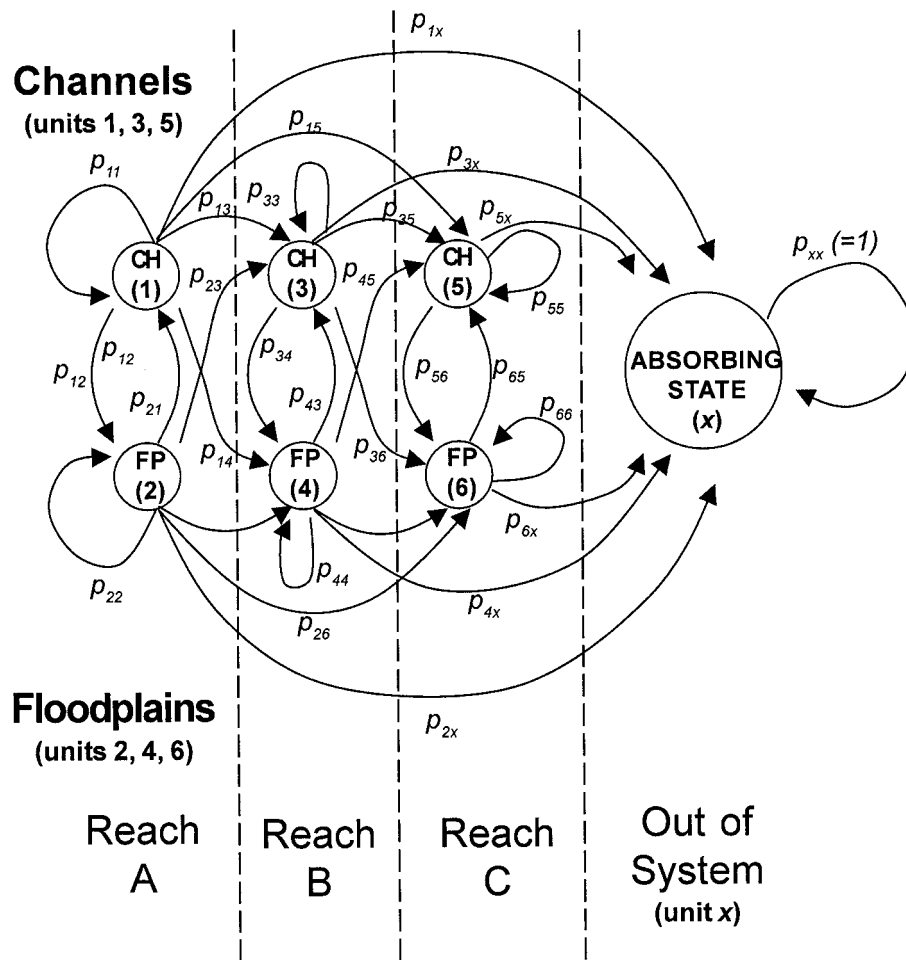 p1x
Channels
(units 1, 3, 5)
p15
p11
p33
p3x
p13
p35
p5x
pxx (=1)
CH
(1)
p23
CH
(3)
p45
CH
(5)
p55
p12
p12
p34
p56
p65
ABSORBING
STATE
(x)
p21
p43
p66
p14
p36
FP
(2)
FP
(4)
FP
(6)
p6x
p22
p44
p26
p4x
Floodplains
(units 2, 4, 6)
p2x
Reach
A
Reach
B
Reach
C
Out of
System
(unit x)